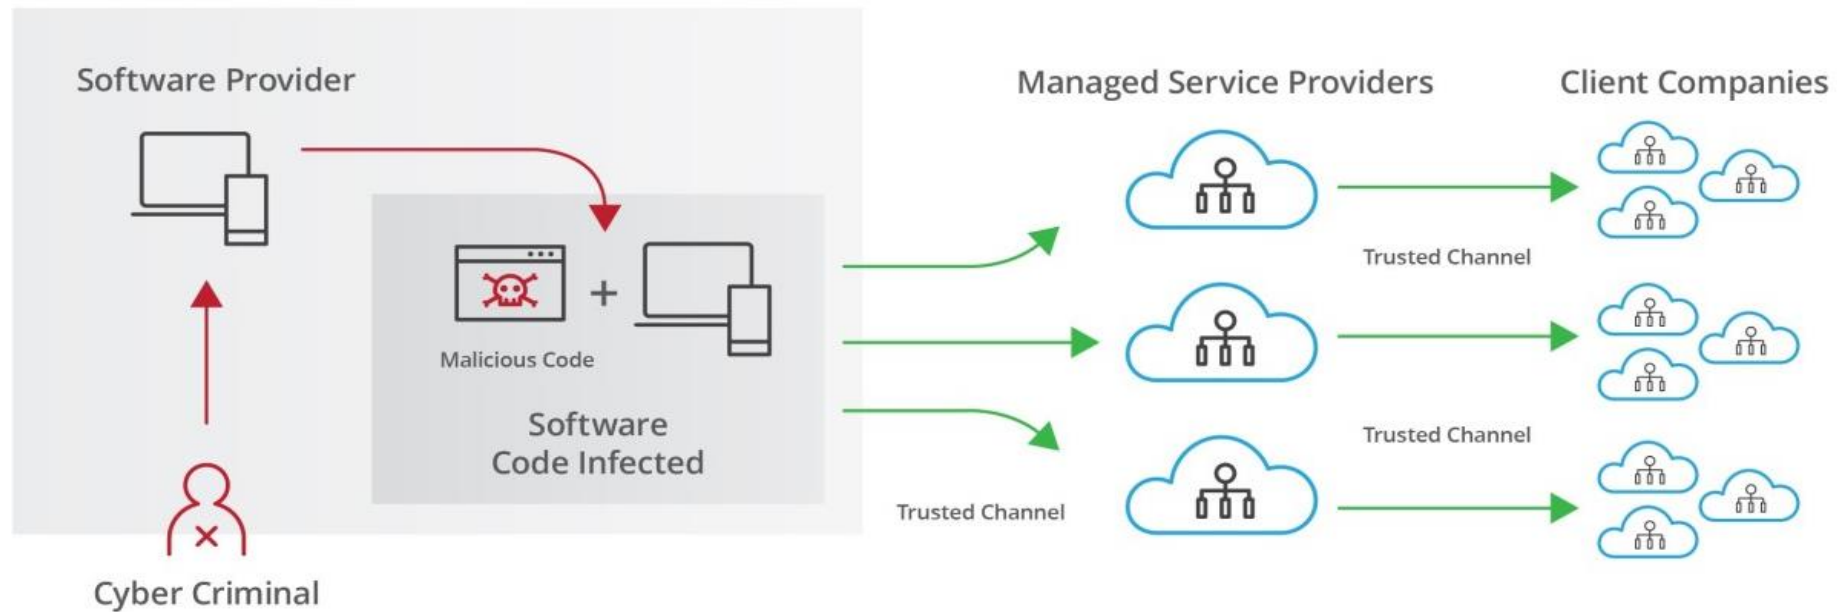 Software Provider
Managed Service Providers
Client Companies
Malicious Code
Software
Code Infected
Trusted Channel
Trusted Channel
Trusted Channel
Cyber Criminal